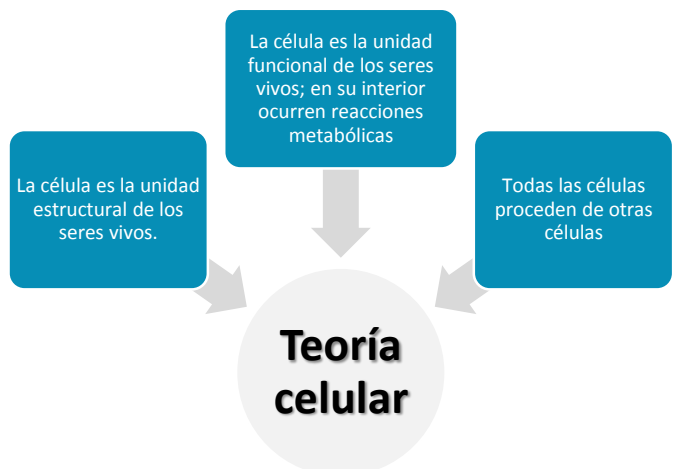 La célula es la unidad
funcional de los seres
vivos; en su interior
ocurren reacciones
metabólicas
La célula es la unidad
estructural de los
seres vivos.
Todas las células
proceden de otras
células
Teoría
celular